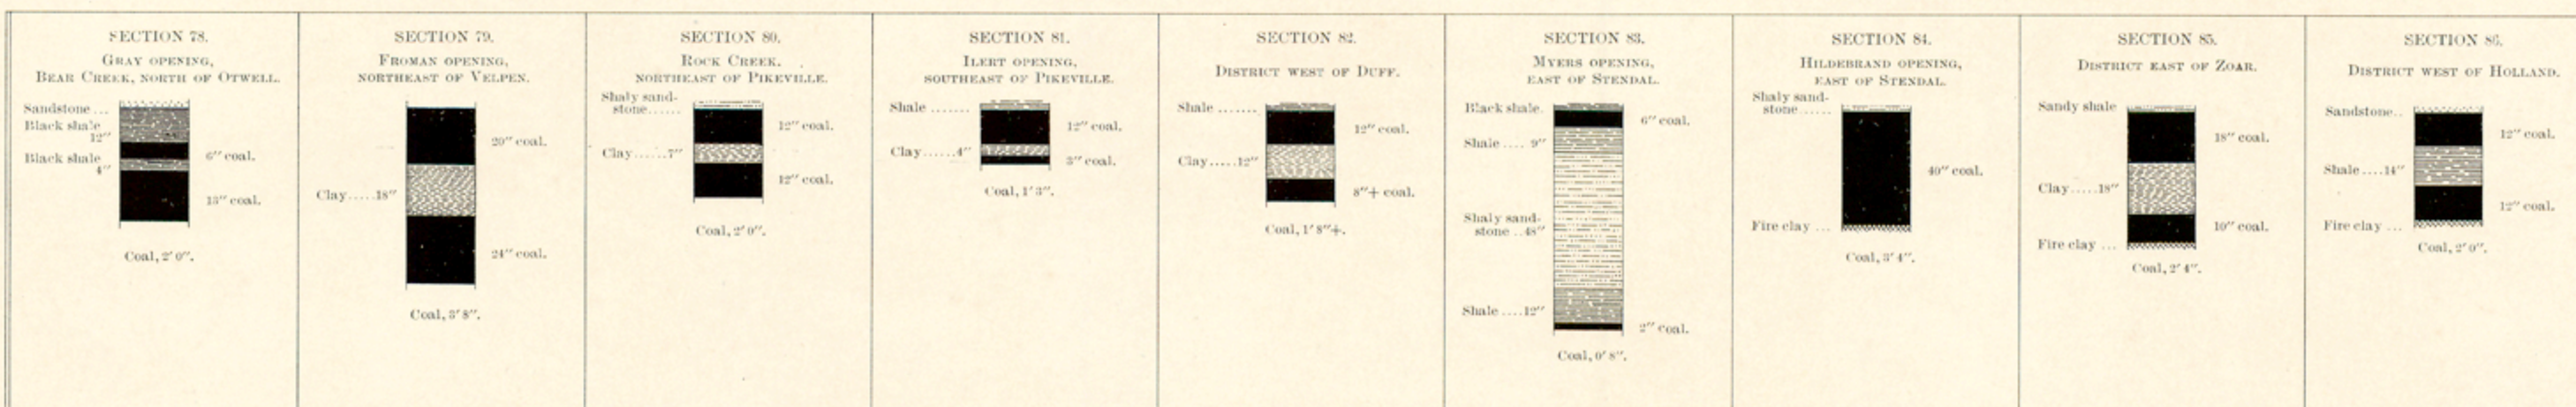 SECTION 78.
GRAY OPENING,
BEAR CREEK, NORTH OF OTWELL.
Sandstone ...
Black shale
12"
6" coal.
Black shale
4"
18" coal.
Coal, 2' 0".
SECTION 79.
FROMAN OPENING,
NORTHEAST OF VELPEN.
20" coal.
Clay.....18"
24" coal.
Coal, 3' 8".
SECTION 80.
ROCK CREEK.
NORTHEAST OF PIKEVILLE.
Shaly sand-
stone......
12" coal.
Clay......7"
12" coal.
Coal, 2' 0".
SECTION 81.
ILERT OPENING,
SOUTHEAST OF PIKEVILLE.
Shale .......
12" coal.
Clay......4"
3" coal.
Coal, 1' 3".
SECTION 82.
DISTRICT WEST OF DUFF.
Shale .......
12" coal.
Clay.....12"
8"+ coal.
Coal, 1' 8"+.
SECTION 83.
MYERS OPENING,
EAST OF STENDAL.
Black shale.
6" coal.
Shale .... 9"
Shaly sand-
stone ..48"
Shale ....12"
2" coal.
Coal, 0' 8".
SECTION 84.
HILDEBRAND OPENING,
EAST OF STENDAL.
Shaly sand-
stone......
40" coal.
Fire clay ...
Coal, 3' 4".
SECTION 85.
DISTRICT EAST OF ZOAR.
Sandy shale
18" coal.
Clay.....18"
10" coal.
Fire clay ...
Coal, 2' 4".
SECTION 86.
DISTRICT WEST OF HOLLAND.
Sandstone..
12" coal.
Shale....14"
12" coal.
Fire clay ...
Coal, 2' 0".